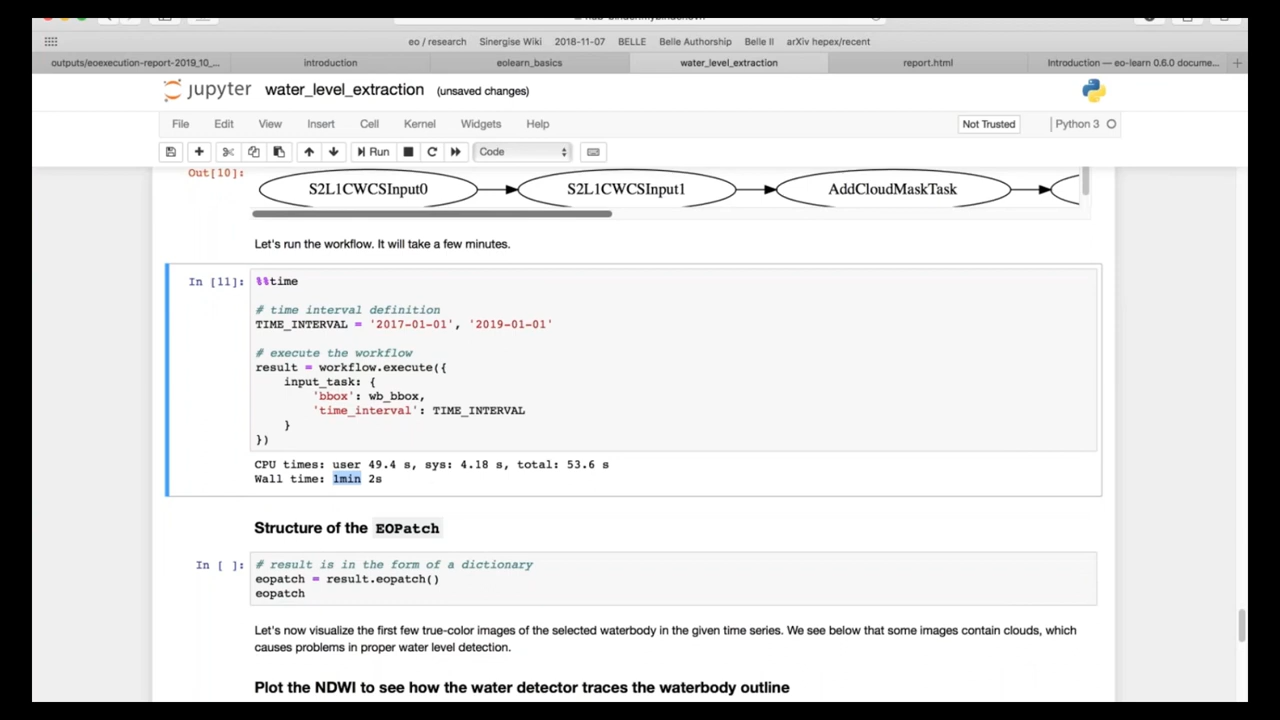 eo / research Sinergise Wiki 2018-11-07 BELLE Belle Authorship Belle II arXiv hepex/recent
outputs/eoexecution-report-2019_10_... introduction eolearn_basics water_level_extraction report.html Introduction — eo-learn 0.6.0 docume...
jupyter water_level_extraction (unsaved changes)
File Edit View Insert Cell Kernel Widgets Help Not Trusted Python 3
Run Code
Out[10]:
S2L1CWCSInput0 S2L1CWCSInput1 AddCloudMaskTask
Let's run the workflow. It will take a few minutes.
In [11]: %%time
# time interval definition
TIME_INTERVAL = '2017-01-01', '2019-01-01'
# execute the workflow
result = workflow.execute({
input_task: {
'bbox': wb_bbox,
'time_interval': TIME_INTERVAL
}
})
CPU times: user 49.4 s, sys: 4.18 s, total: 53.6 s
Wall time: 1min 2s
Structure of the EOPatch
In [ ]: # result is in the form of a dictionary
eopatch = result.eopatch()
eopatch
Let's now visualize the first few true-color images of the selected waterbody in the given time series. We see below that some images contain clouds, which
causes problems in proper water level detection.
Plot the NDWI to see how the water detector traces the waterbody outline